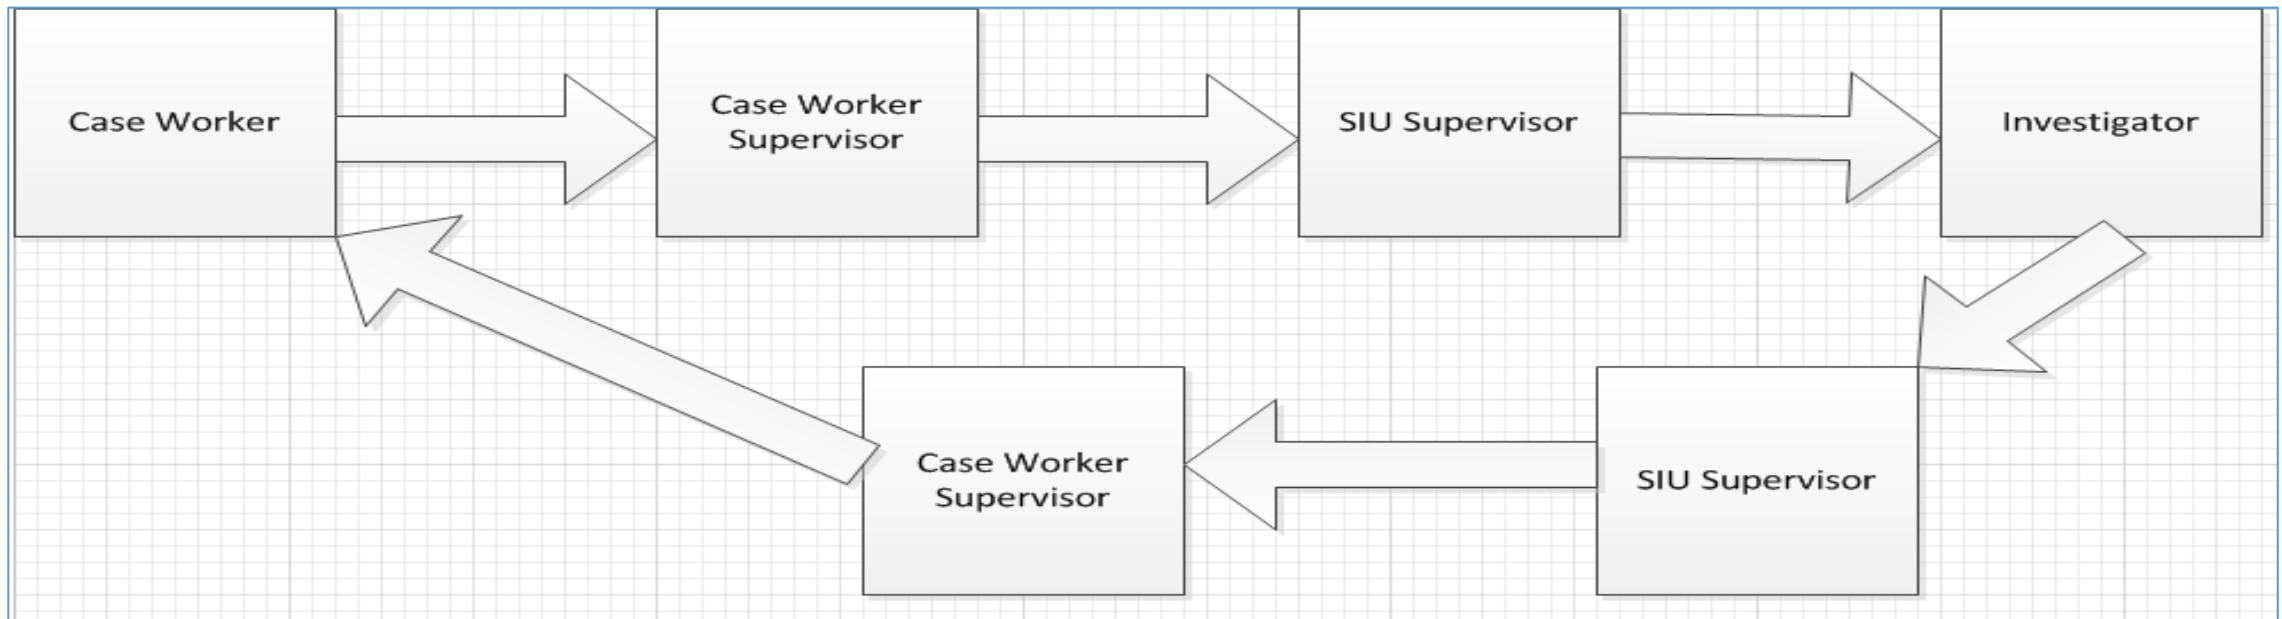 Case Worker
Case Worker
Supervisor
SIU Supervisor
Investigator
Case Worker
Supervisor
SIU Supervisor